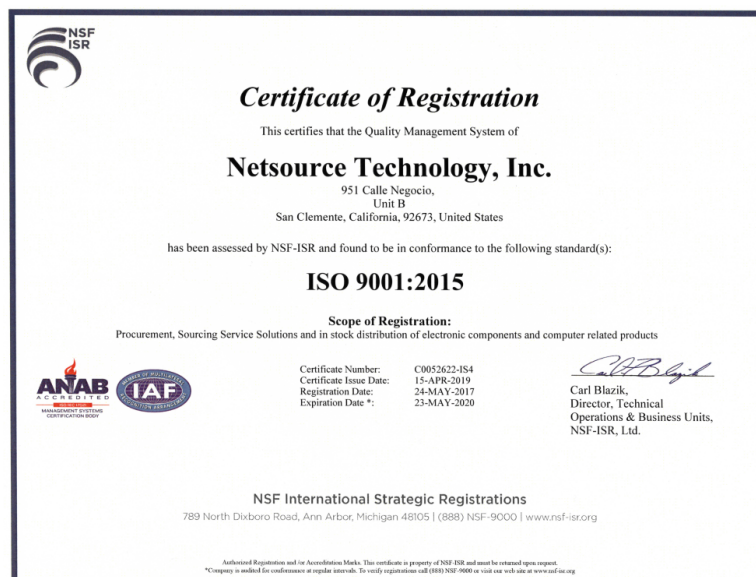 NSF
ISR
Certificate of Registration
This certifies that the Quality Management System of
Netsource Technology, Inc.
951 Calle Negocio,
Unit B
San Clemente, California, 92673, United States
has been assessed by NSF-ISR and found to be in conformance to the following standard(s):
ISO 9001:2015
Scope of Registration:
Procurement, Sourcing Service Solutions and in stock distribution of electronic components and computer related products
ANAB
ACCREDITED
MANAGEMENT SYSTEMS
CERTIFICATION BODY
MEMBER OF MULTILATERAL
RECOGNITION ARRANGEMENT
IAF
Certificate Number: C0052622-IS4
Certificate Issue Date: 15-APR-2019
Registration Date: 24-MAY-2017
Expiration Date *: 23-MAY-2020
Carl Blazik,
Director, Technical
Operations & Business Units,
NSF-ISR, Ltd.
NSF International Strategic Registrations
789 North Dixboro Road, Ann Arbor, Michigan 48105 | (888) NSF-9000 | www.nsf-isr.org
Authorized Registration and /or Accreditation Marks. This certificate is property of NSF-ISR and must be returned upon request.
*Company is audited for conformance at regular intervals. To verify registrations call (888) NSF-9000 or visit our web site at www.nsf-isr.org